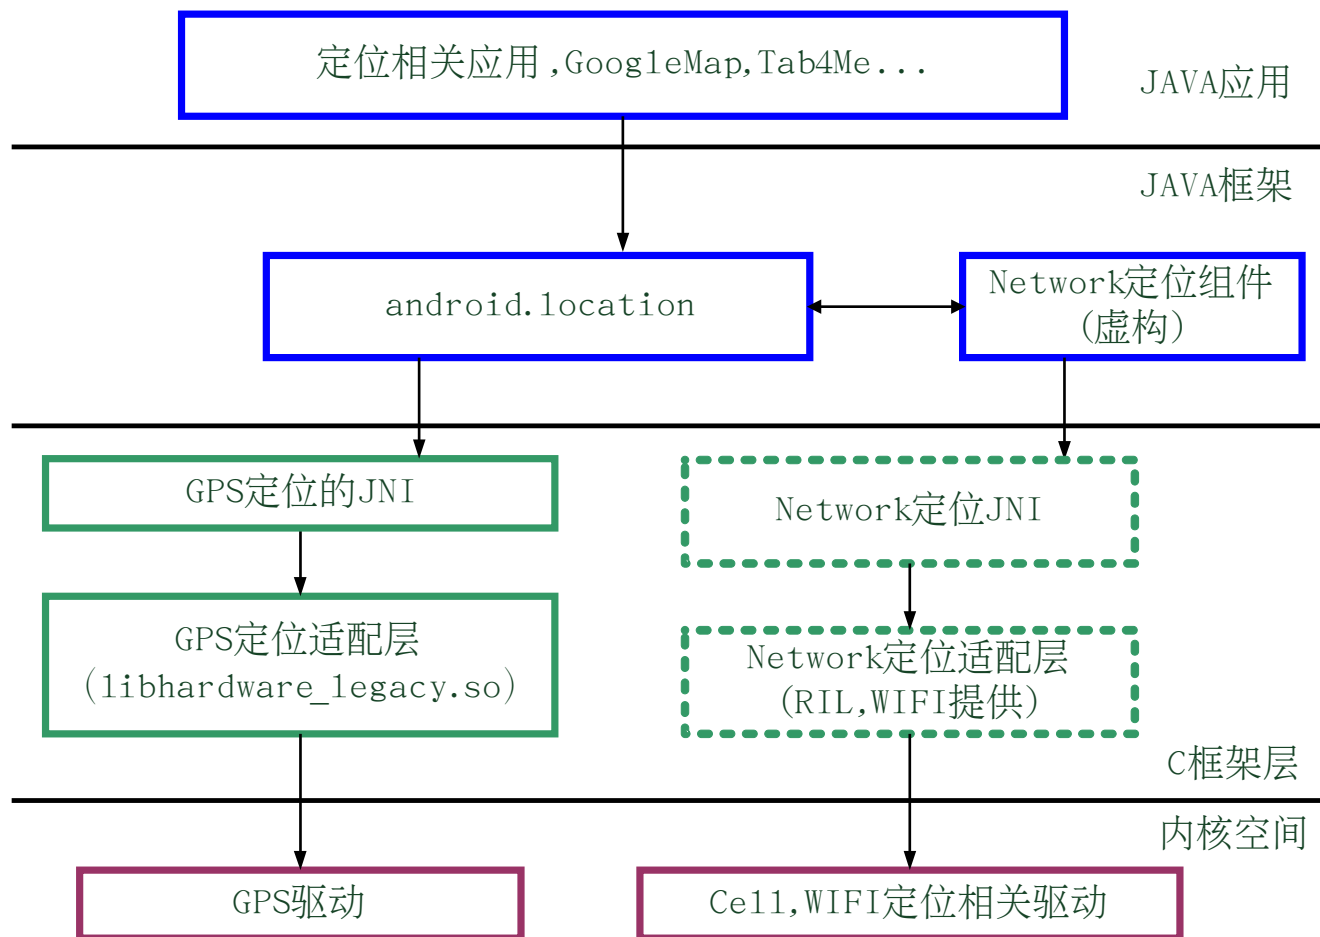 定位相关应用,GoogleMap,Tab4Me...
JAVA应用
JAVA框架
android.location
Network定位组件
(虚构)
GPS定位的JNI
Network定位JNI
GPS定位适配层
(libhardware_legacy.so)
Network定位适配层
(RIL,WIFI提供)
C框架层
内核空间
GPS驱动
Cell,WIFI定位相关驱动